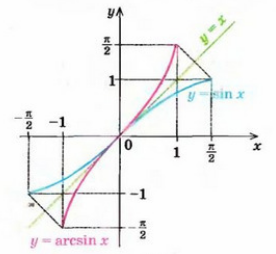 y
y = x
π/2
1
y = sin x
-π/2
-1
0
1
π/2
x
-1
-π/2
y = arcsin x